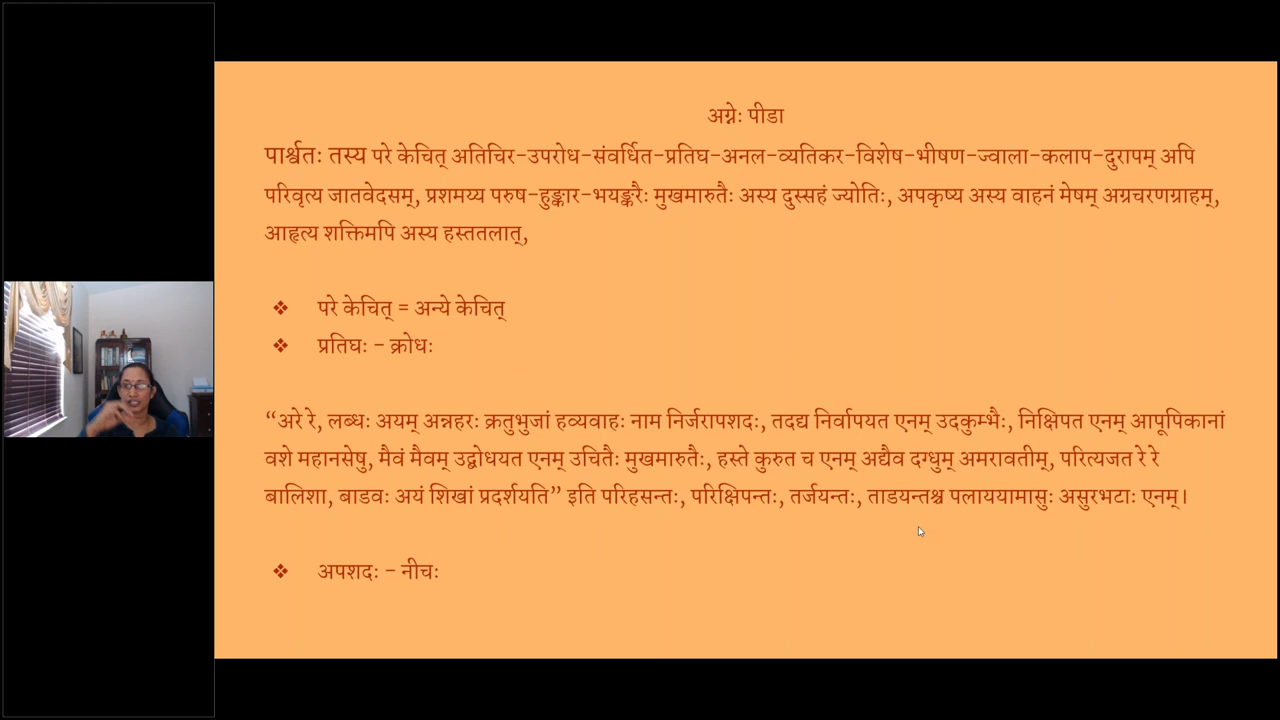 अग्नेः पीडा
पार्श्वतः तस्य परे केचित् अतिचिर-उपरोध-संवर्धित-प्रतिघ-अनल-व्यतिकर-विशेष-भीषण-ज्वाला-कलाप-दुरापम् अपि
परिवृत्य जातवेदसम्, प्रशमय्य परुष-हुङ्कार-भयङ्करैः मुखमारुतैः अस्य दुस्सहं ज्योतिः, अपकृष्य अस्य वाहनं मेषम् अग्रचरणग्राहम्,
आहृत्य शक्तिमपि अस्य हस्ततलात्,
❖ परे केचित् = अन्ये केचित्
❖ प्रतिघः - क्रोधः
“अरे रे, लब्धः अयम् अन्नहरः क्रतुभुजां हव्यवाहः नाम निर्जरापशदः, तदद्य निर्वापयत एनम् उदकुम्भैः, निक्षिपत एनम् आपूपिकानां
वशे महानसेषु, मैवं मैवम् उद्बोधयत एनम् उचितैः मुखमारुतैः, हस्ते कुरुत च एनम् अद्यैव दग्धुम् अमरावतीम्, परित्यजत रे रे
बालिशा, बाडवः अयं शिखां प्रदर्शयति” इति परिहसन्तः, परिक्षिपन्तः, तर्जयन्तः, ताडयन्तश्च पलाययामासुः असुरभटाः एनम्।
❖ अपशदः - नीचः